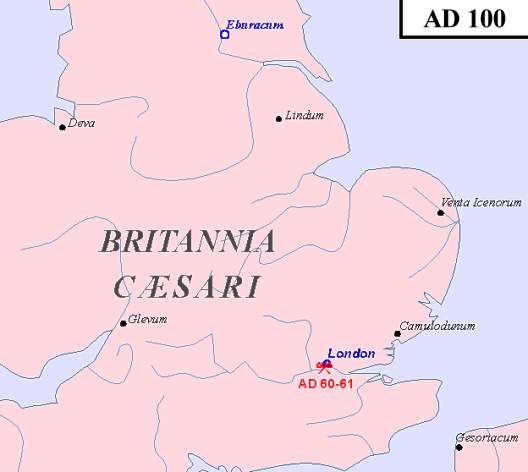 AD 100
Eburacum
Deva
Lindum
Venta Icenorum
BRITANNIA
CÆSARI
Glevum
Camulodunum
London
AD 60-61
Gesoriacum